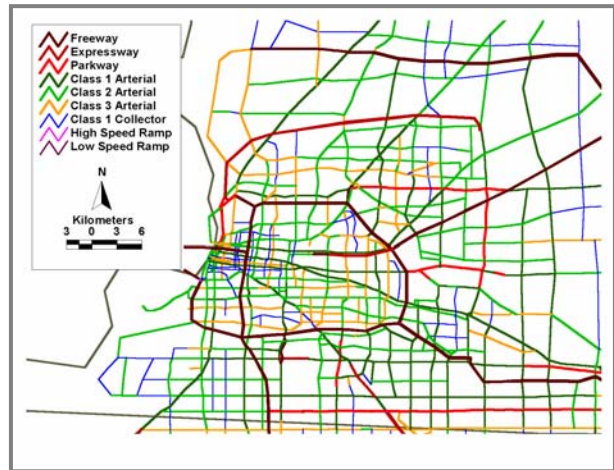 Freeway
Expressway
Parkway
Class 1 Arterial
Class 2 Arterial
Class 3 Arterial
Class 1 Collector
High Speed Ramp
Low Speed Ramp
N
Kilometers
3 0 3 6